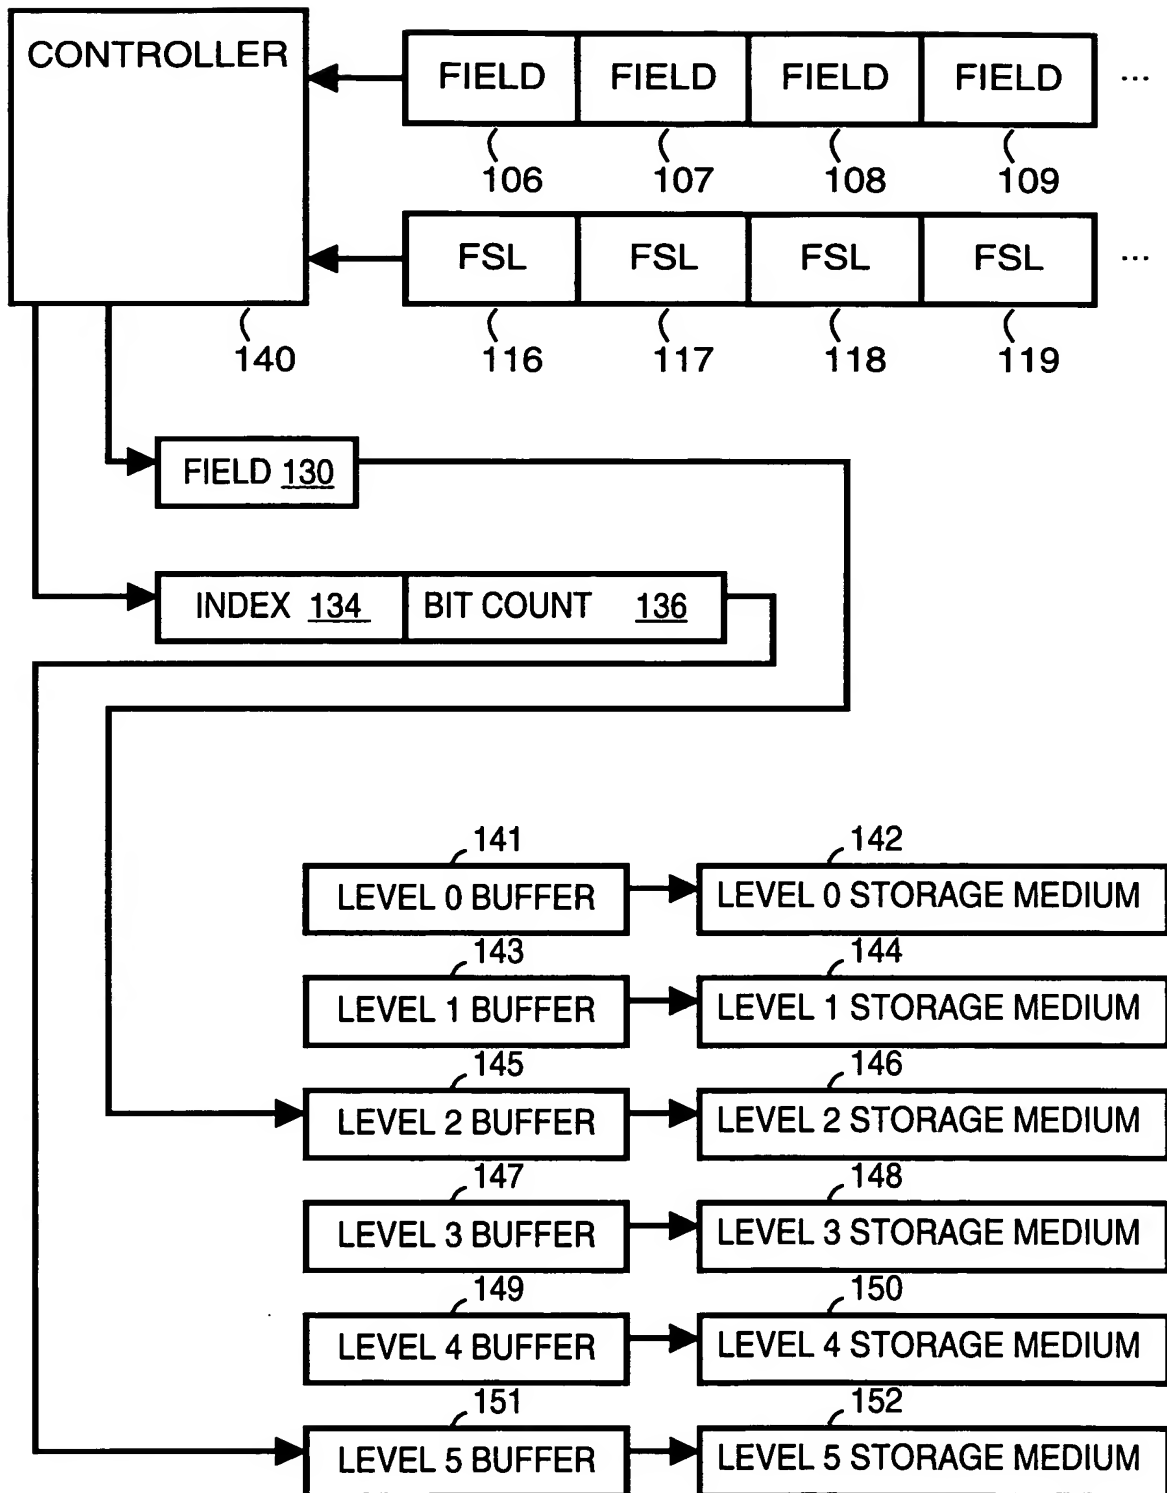 CONTROLLER
FIELD FIELD FIELD FIELD ...
106 107 108 109
FSL FSL FSL FSL ...
140 116 117 118 119
FIELD 130
INDEX 134 BIT COUNT 136
141 142
LEVEL 0 BUFFER LEVEL 0 STORAGE MEDIUM
143 144
LEVEL 1 BUFFER LEVEL 1 STORAGE MEDIUM
145 146
LEVEL 2 BUFFER LEVEL 2 STORAGE MEDIUM
147 148
LEVEL 3 BUFFER LEVEL 3 STORAGE MEDIUM
149 150
LEVEL 4 BUFFER LEVEL 4 STORAGE MEDIUM
151 152
LEVEL 5 BUFFER LEVEL 5 STORAGE MEDIUM